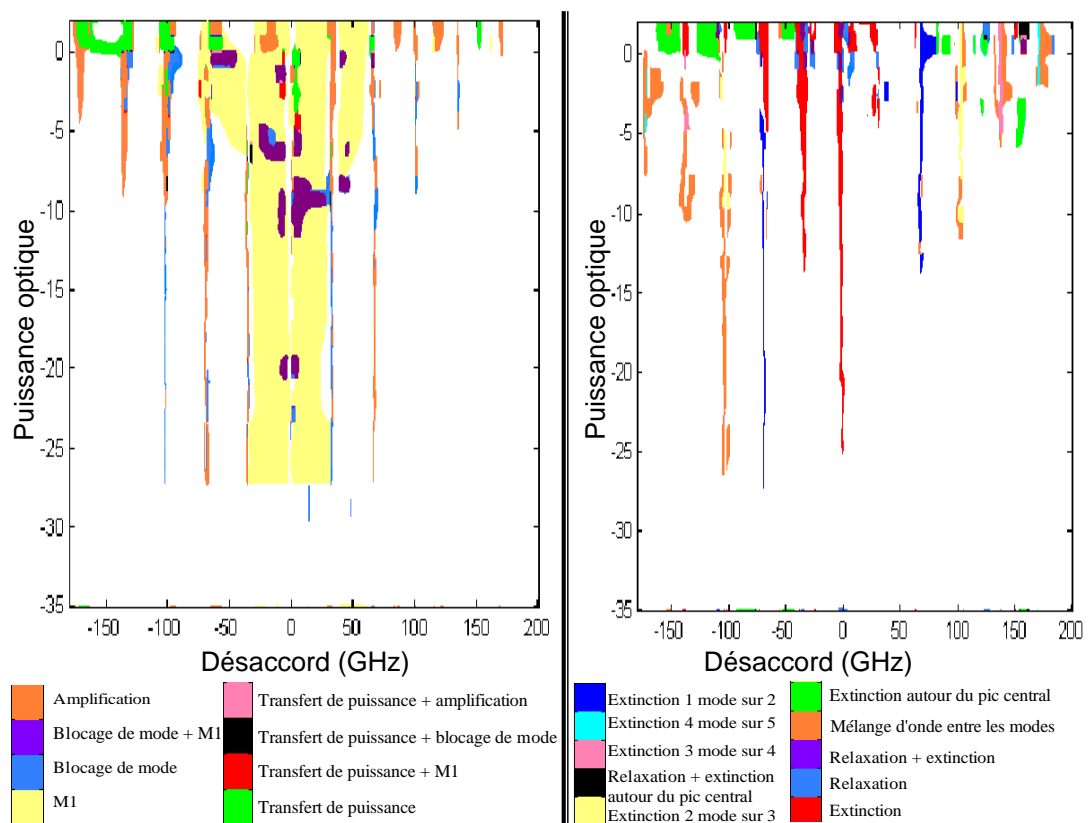 0
-5
-10
-15
-20
-25
-30
-35
Puissance optique
-150 -100 -50 0 50 100 150 200
Désaccord (GHz)
Amplification
Blocage de mode + M1
Blocage de mode
M1
Transfert de puissance + amplification
Transfert de puissance + blocage de mode
Transfert de puissance + M1
Transfert de puissance
0
-5
-10
-15
-20
-25
-30
-35
Puissance optique
-150 -100 -50 0 50 100 150 200
Désaccord (GHz)
Extinction 1 mode sur 2
Extinction 4 mode sur 5
Extinction 3 mode sur 4
Relaxation + extinction
autour du pic central
Extinction 2 mode sur 3
Extinction autour du pic central
Mélange d'onde entre les modes
Relaxation + extinction
Relaxation
Extinction